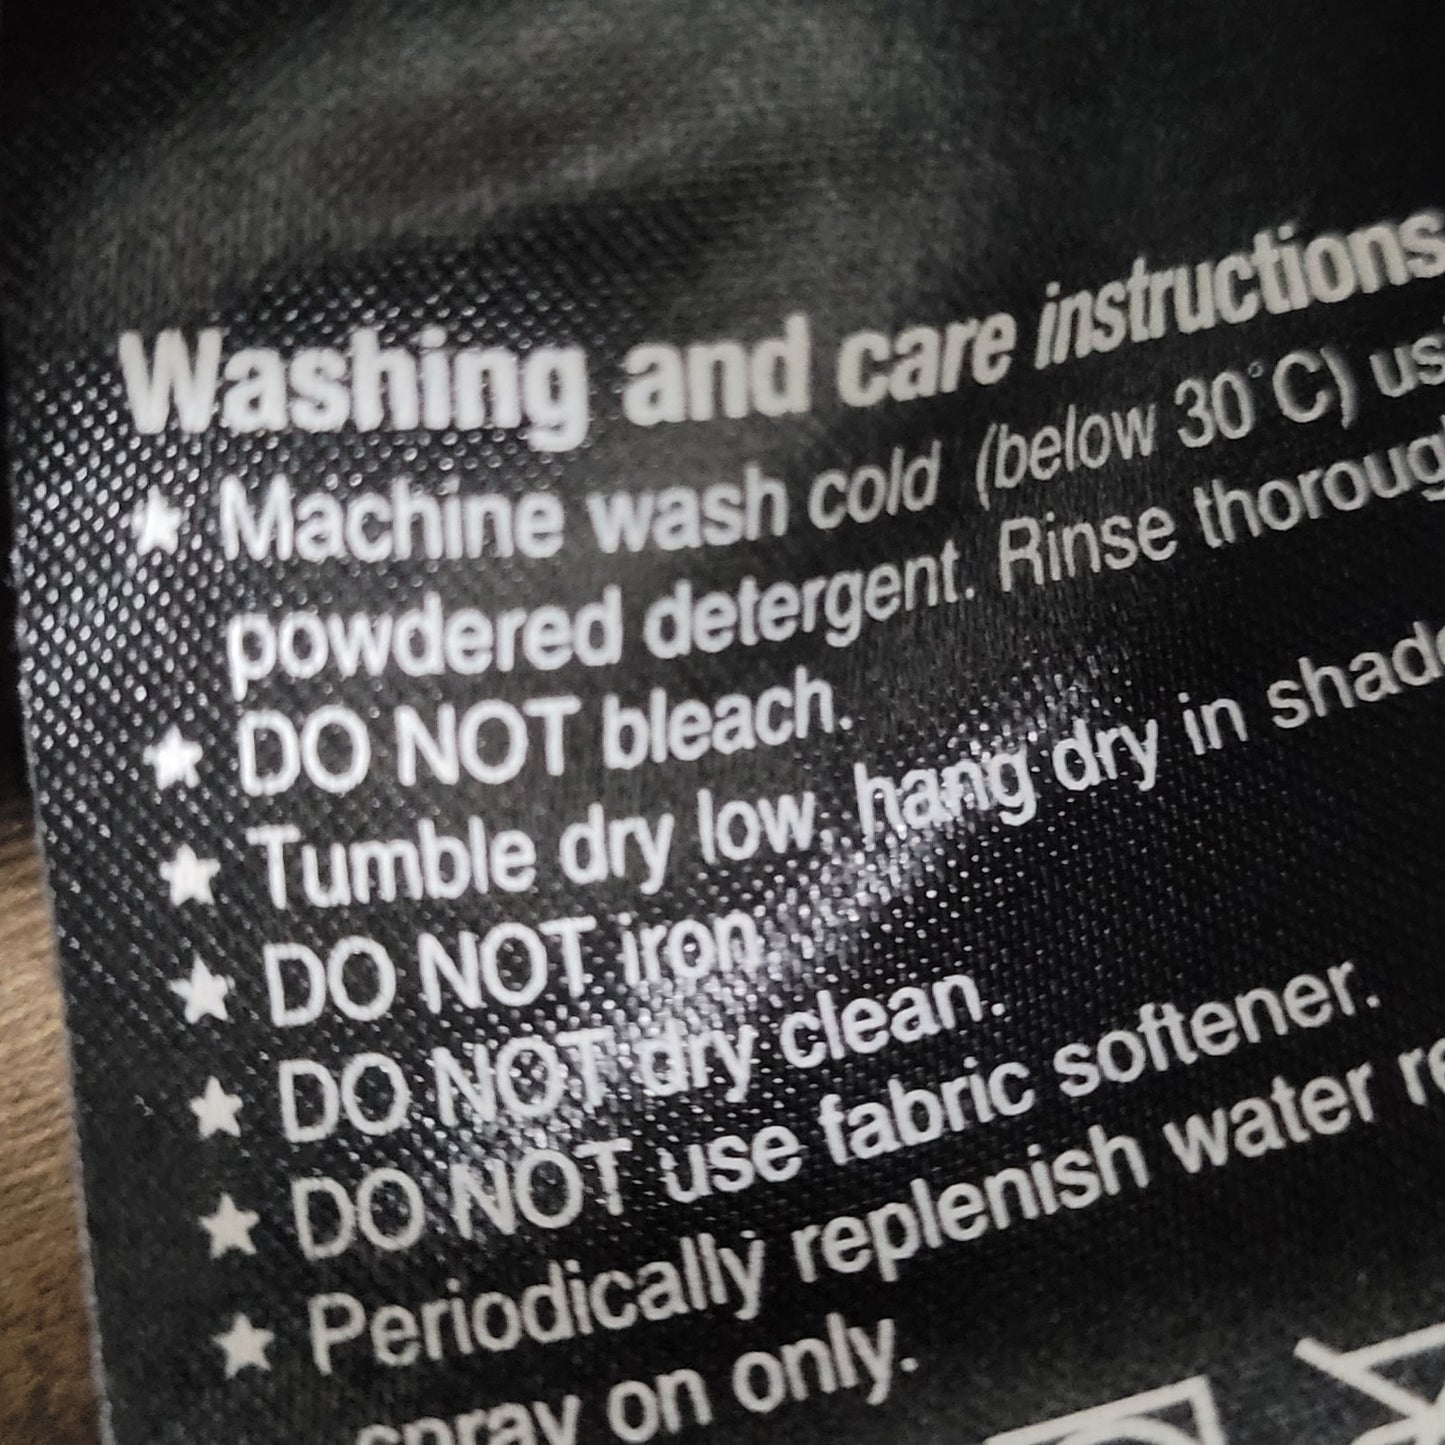 Washing and care instructions
★ Machine wash cold (below 30°C)
powdered detergent. Rinse
★ DO NOT bleach.
★ Tumble dry low, hang dry in
★ DO NOT iron.
★ DO NOT dry clean.
★ DO NOT use fabric softener.
★ Periodically replenish water
spray on only.